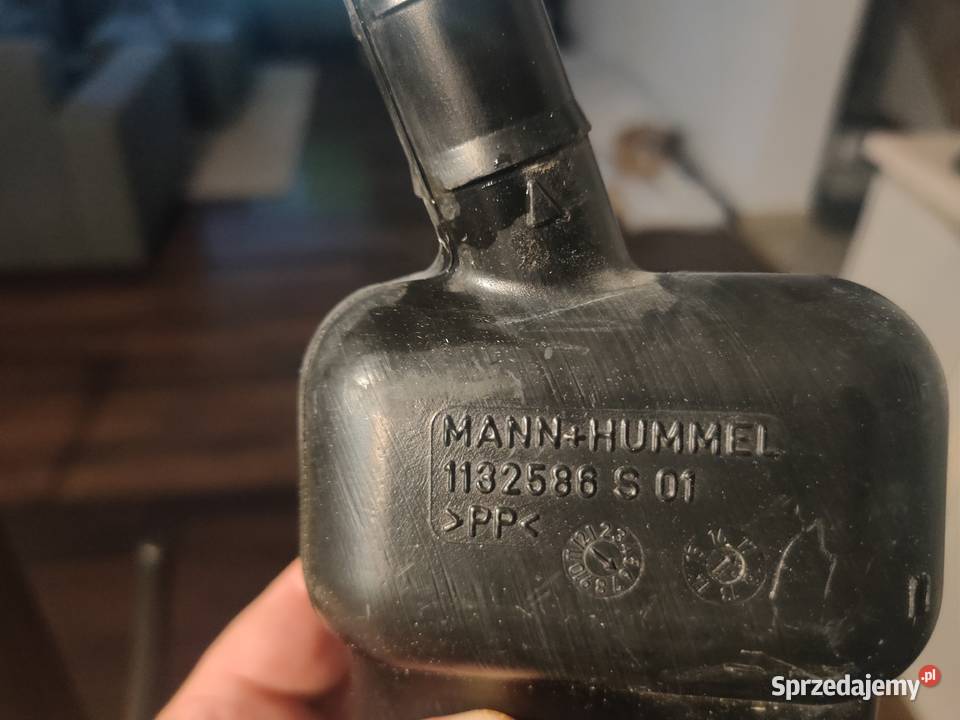 MANN+HUMMEL
1132586 S 01
>PP<
Sprzedajemy.pl